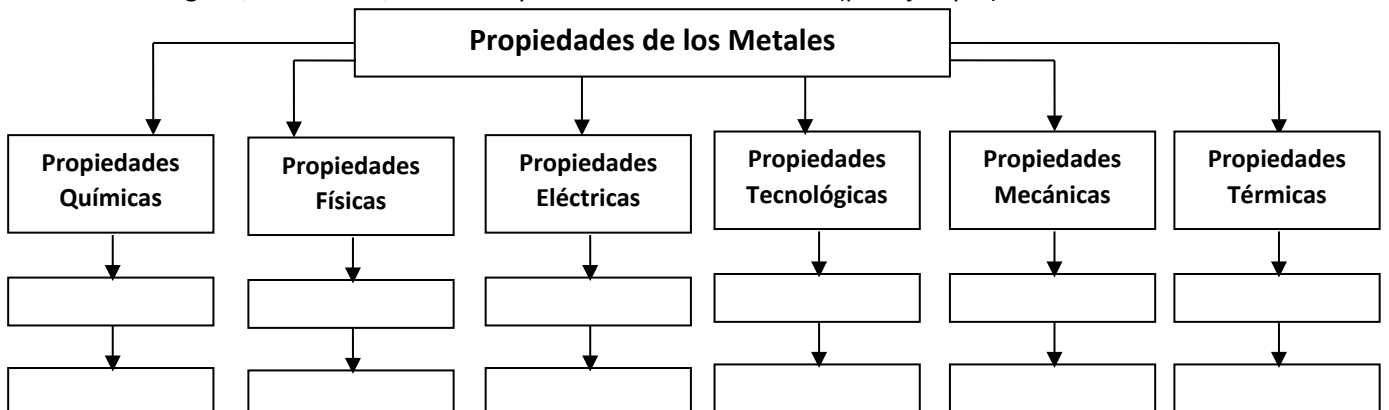 Propiedades de los Metales
Propiedades
Químicas
Propiedades
Físicas
Propiedades
Eléctricas
Propiedades
Tecnológicas
Propiedades
Mecánicas
Propiedades
Térmicas